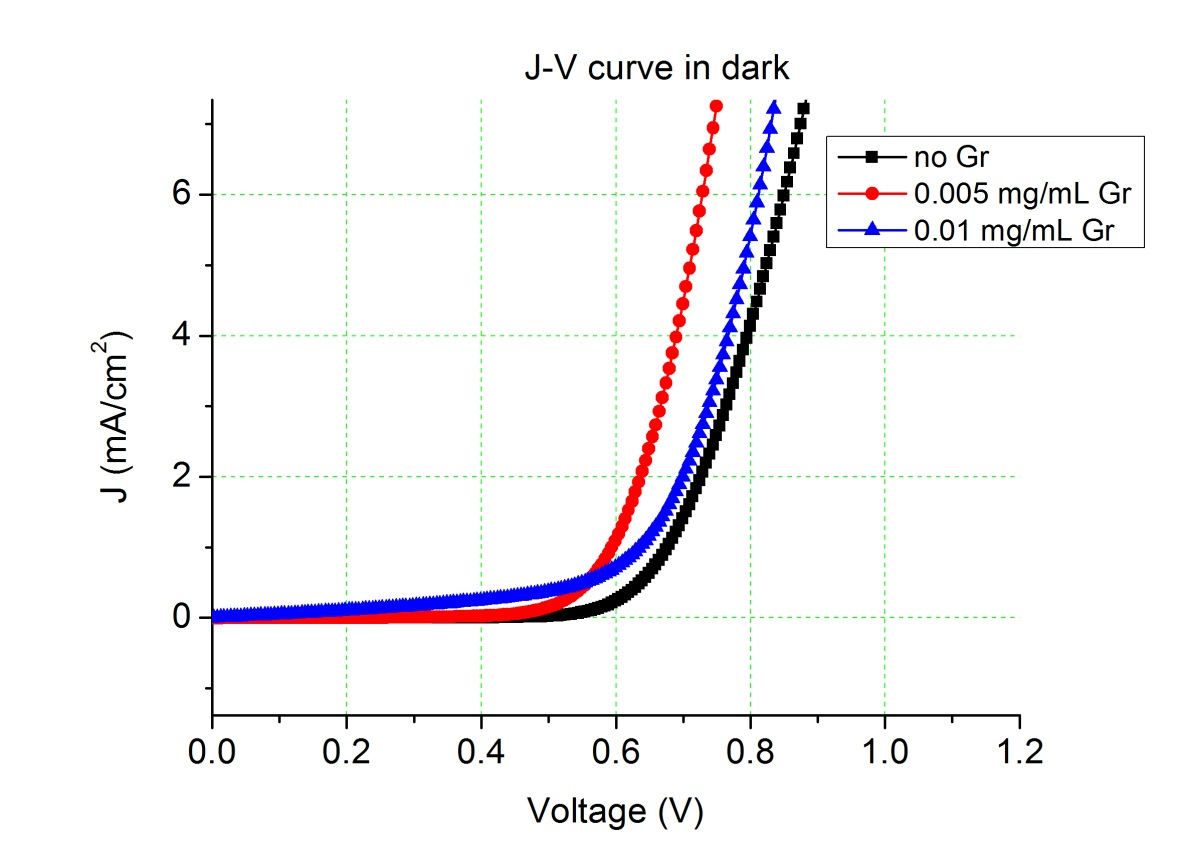 J-V curve in dark
no Gr
0.005 mg/mL Gr
0.01 mg/mL Gr
6
4
2
0
J (mA/cm²)
0.0 0.2 0.4 0.6 0.8 1.0 1.2
Voltage (V)